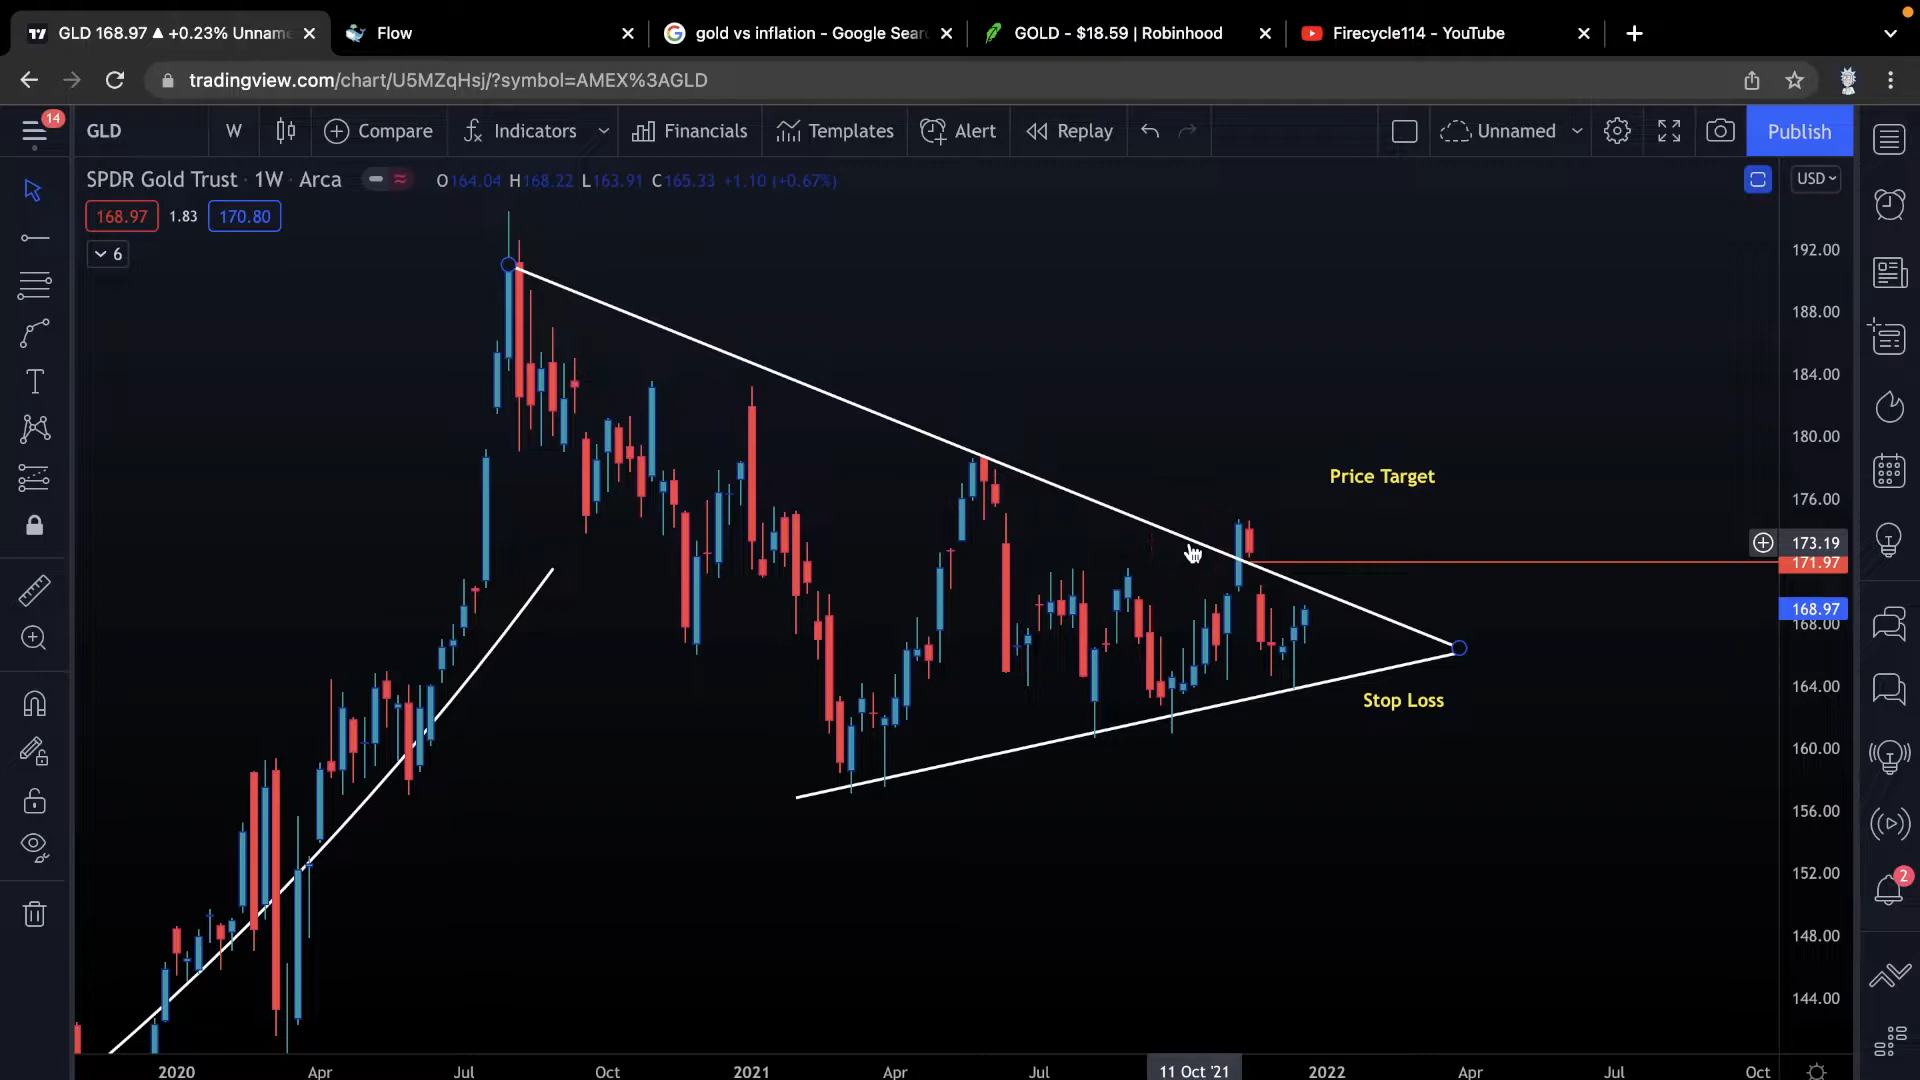 GLD 168.97 ▲ +0.23% Unnam
Flow
gold vs inflation - Google Sear
GOLD - $18.59 | Robinhood
Firecycle114 - YouTube
tradingview.com/chart/U5MZqHsj/?symbol=AMEX%3AGLD
14
GLD
W
Compare
Indicators
Financials
Templates
Alert
Replay
Unnamed
Publish
SPDR Gold Trust · 1W · Arca
O164.04 H168.22 L163.91 C165.33 +1.10 (+0.67%)
USD
168.97
1.83
170.80
6
192.00
188.00
184.00
180.00
Price Target
176.00
173.19
171.97
168.97
168.00
164.00
Stop Loss
160.00
156.00
152.00
2
148.00
144.00
2020
Apr
Jul
Oct
2021
Apr
Jul
11 Oct '21
2022
Apr
Jul
Oct